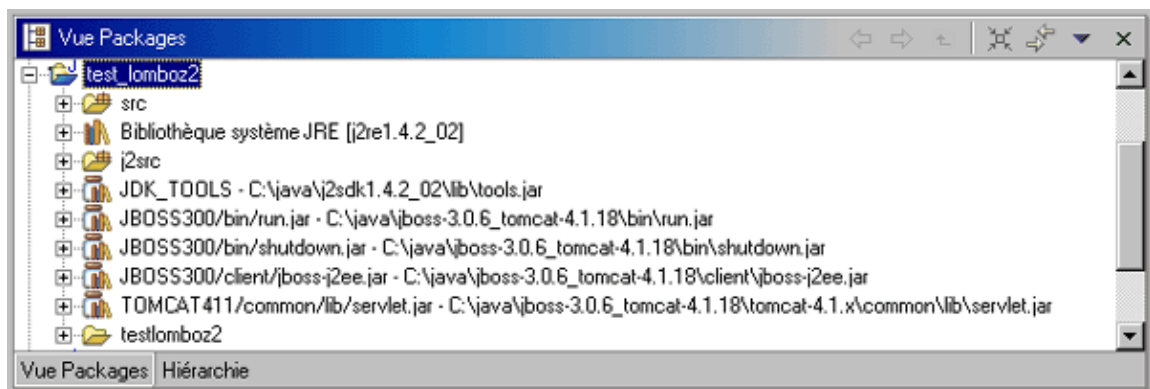 Vue Packages
test_lomboz2
src
Bibliothèque système JRE [j2re1.4.2_02]
j2src
JDK_TOOLS - C:\java\j2sdk1.4.2_02\lib\tools.jar
JBOSS300/bin/run.jar - C:\java\jboss-3.0.6_tomcat-4.1.18\bin\run.jar
JBOSS300/bin/shutdown.jar - C:\java\jboss-3.0.6_tomcat-4.1.18\bin\shutdown.jar
JBOSS300/client/jboss-j2ee.jar - C:\java\jboss-3.0.6_tomcat-4.1.18\client\jboss-j2ee.jar
TOMCAT411/common/lib/servlet.jar - C:\java\jboss-3.0.6_tomcat-4.1.18\tomcat-4.1.x\common\lib\servlet.jar
testlomboz2
Vue Packages Hiérarchie